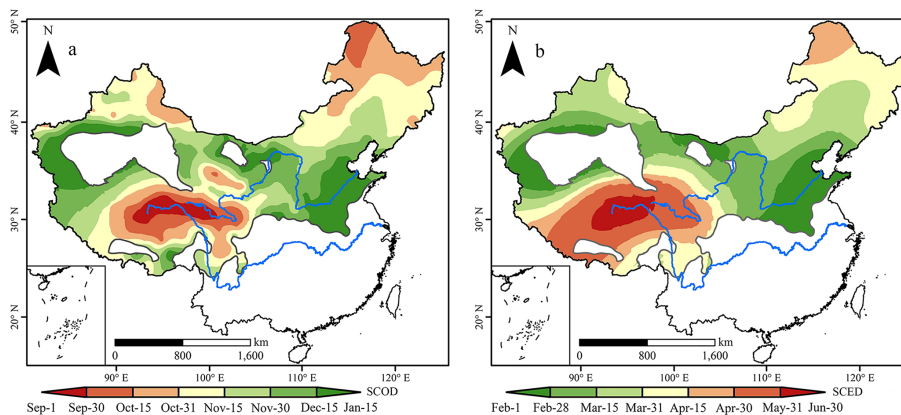 50° N
40° N
30° N
20° N
N
a
km
0 800 1,600
90° E 100° E 110° E 120° E
SCOD
Sep-1 Sep-30 Oct-15 Oct-31 Nov-15 Nov-30 Dec-15 Jan-15
50° N
40° N
30° N
20° N
N
b
km
0 800 1,600
90° E 100° E 110° E 120° E
SCED
Feb-1 Feb-28 Mar-15 Mar-31 Apr-15 Apr-30 May-31 Jun-30